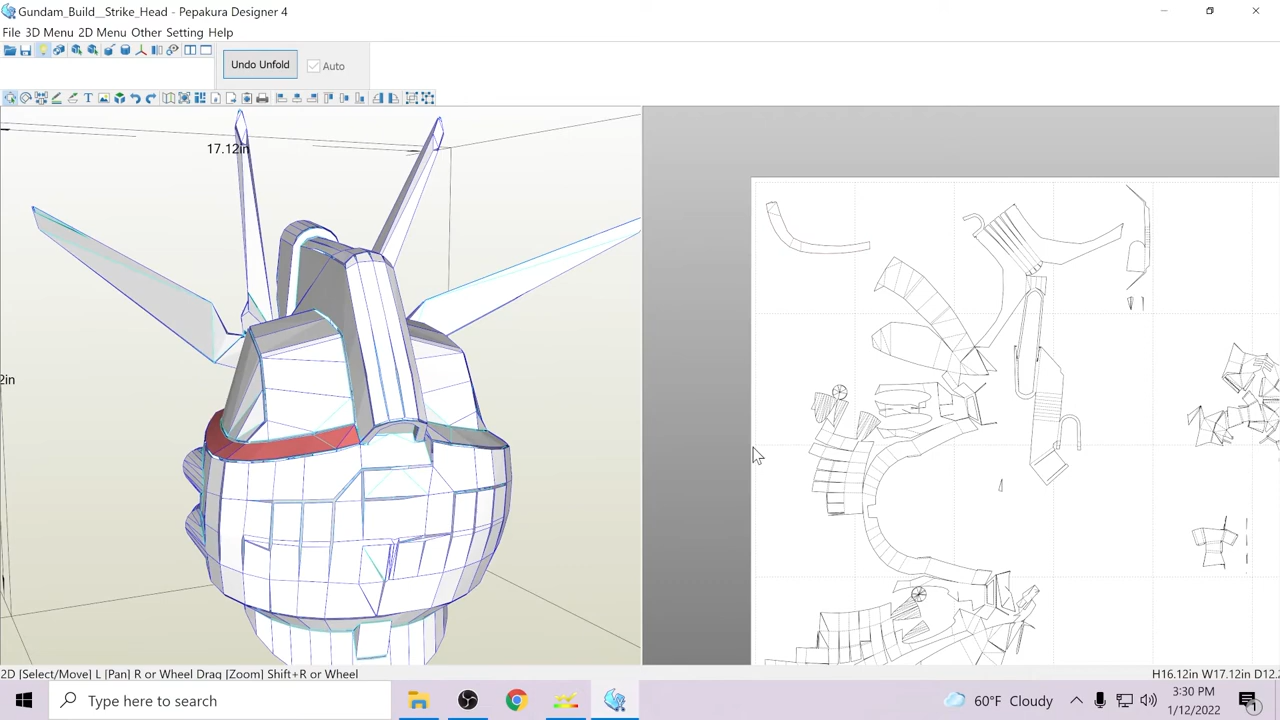 Gundam_Build__Strike_Head - Pepakura Designer 4
File 3D Menu 2D Menu Other Setting Help
Undo Unfold
Auto
17.12in
2in
2D [Select/Move] L [Pan] R or Wheel Drag [Zoom] Shift+R or Wheel
H16.12in W17.12in D12.2
Type here to search
60°F Cloudy
3:30 PM
1/12/2022
1